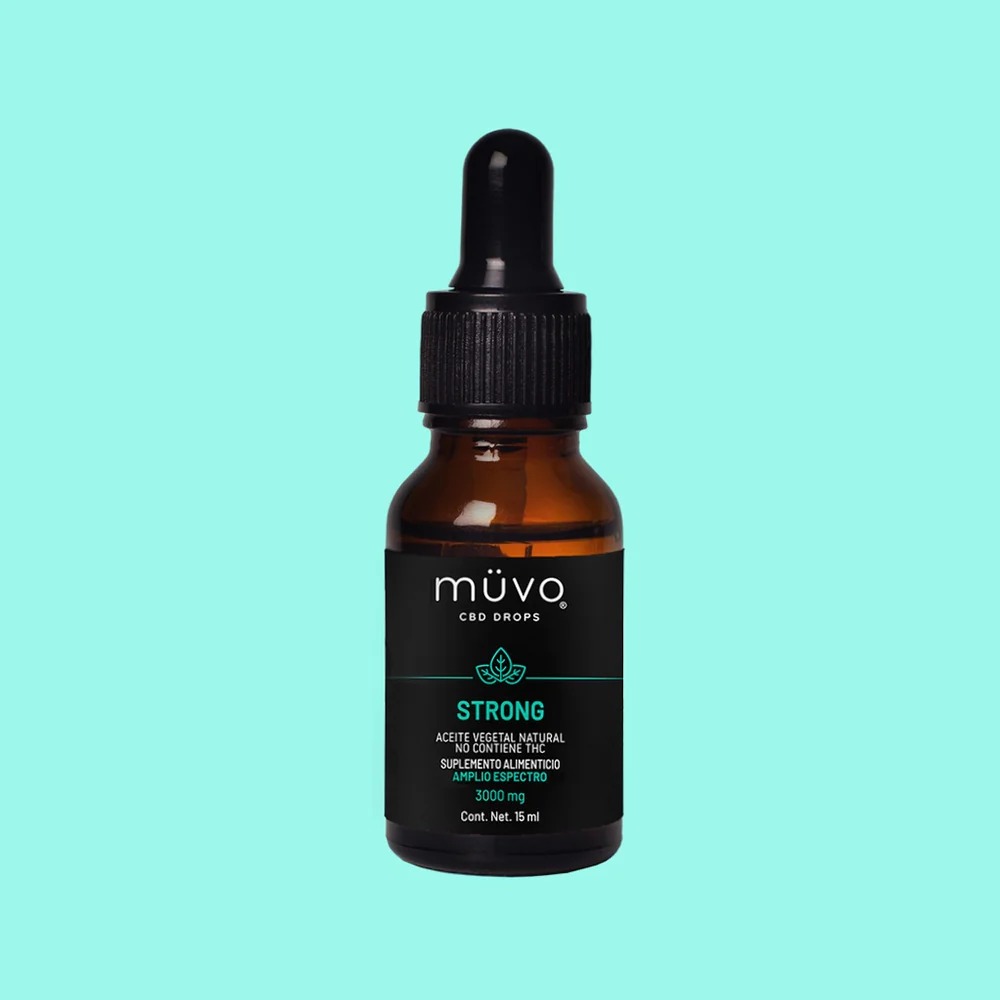 müvo®
CBD DROPS
STRONG
ACEITE VEGETAL NATURAL
NO CONTIENE THC
SUPLEMENTO ALIMENTICIO
AMPLIO ESPECTRO
3000 mg
Cont. Net. 15 ml